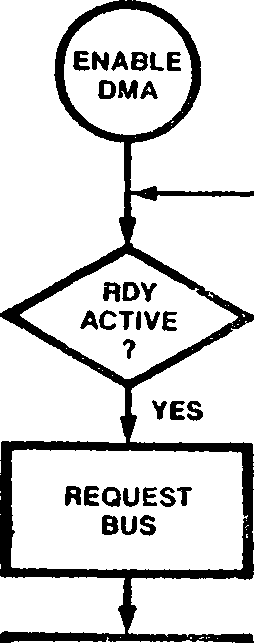 ENABLE
DMA
RDY
ACTIVE
?
YES
REQUEST
BUS